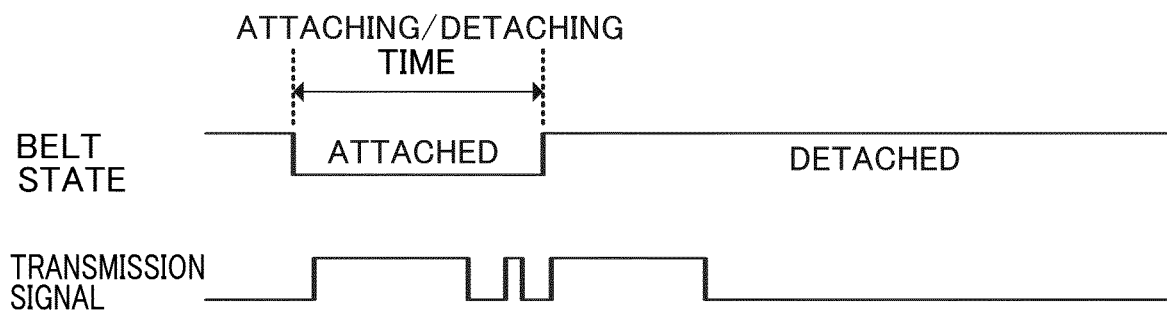 ATTACHING/DETACHING
TIME
BELT
STATE
ATTACHED
DETACHED
TRANSMISSION
SIGNAL